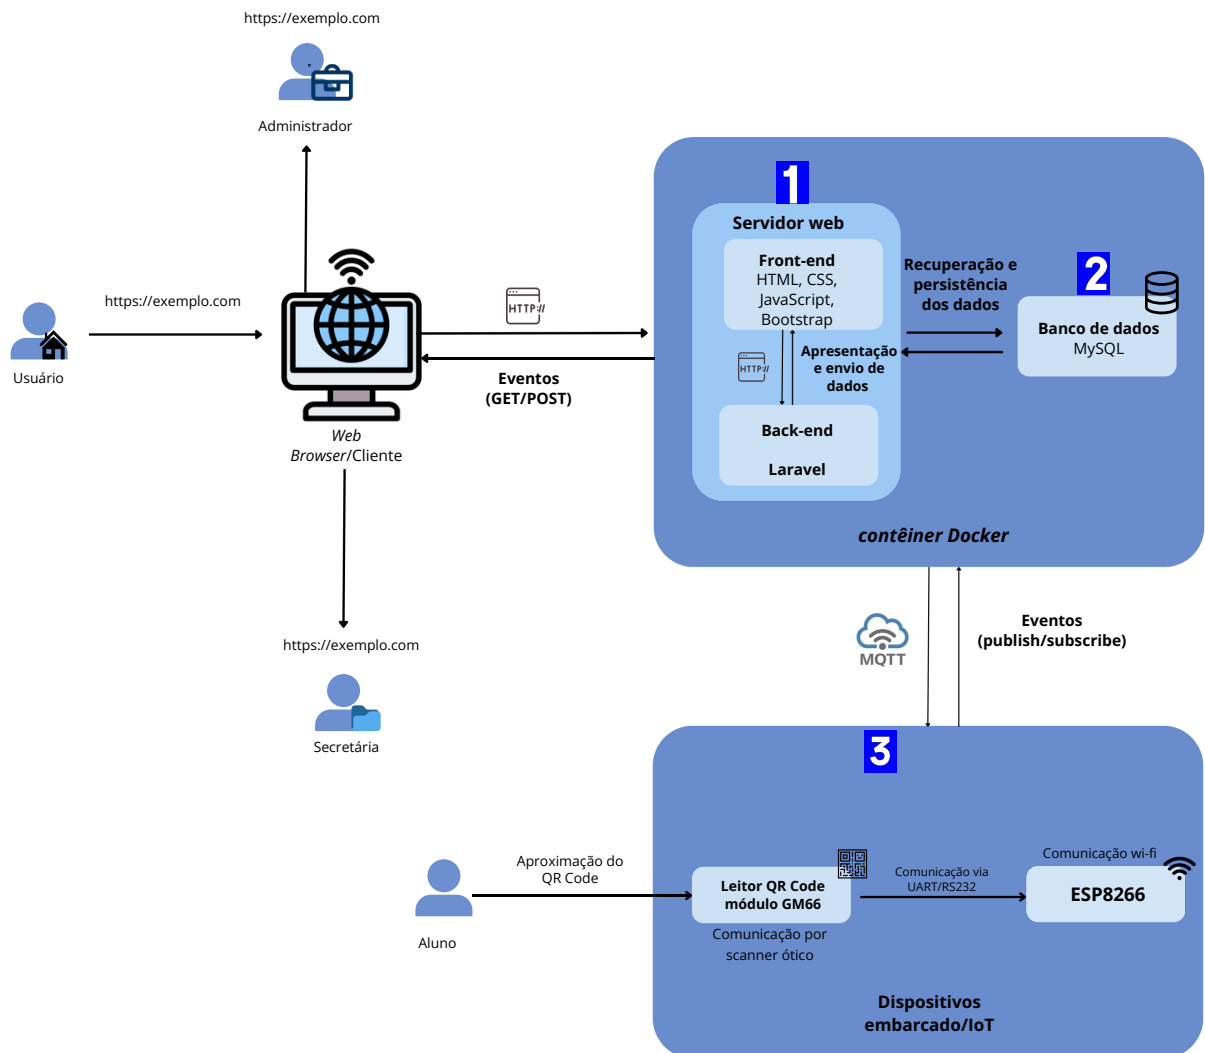 https://exemplo.com
Administrador
https://exemplo.com
Usuário
Web
Browser/Cliente
HTTP://
Eventos
(GET/POST)
https://exemplo.com
Secretária
1
Servidor web
Front-end
HTML, CSS,
JavaScript,
Bootstrap
HTTP://
Apresentação
e envio de
dados
Back-end
Laravel
Recuperação e
persistência
dos dados
2
Banco de dados
MySQL
contêiner Docker
MQTT
Eventos
(publish/subscribe)
3
Aluno
Aproximação do
QR Code
Leitor QR Code
módulo GM66
Comunicação por
scanner ótico
Comunicação via
UART/RS232
Comunicação wi-fi
ESP8266
Dispositivos
embarcado/IoT